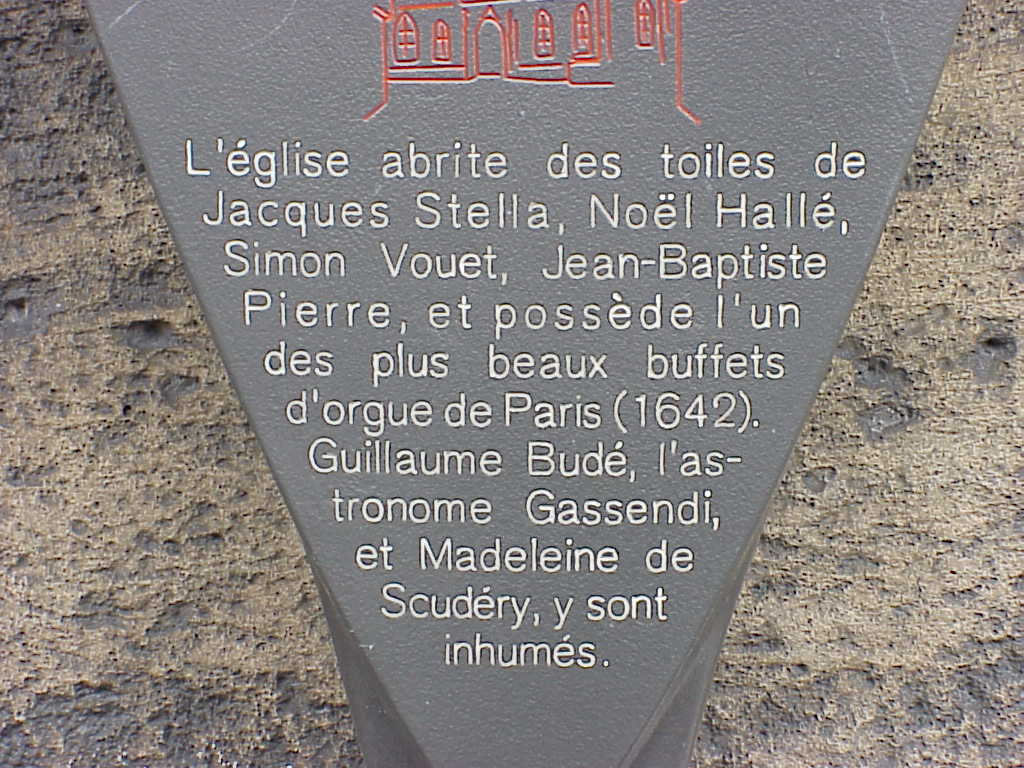 L'église abrite des toiles de
Jacques Stella, Noël Hallé,
Simon Vouet, Jean-Baptiste
Pierre, et possède l'un
des plus beaux buffets
d'orgue de Paris (1642).
Guillaume Budé, l'as-
tronome Gassendi,
et Madeleine de
Scudéry, y sont
inhumés.